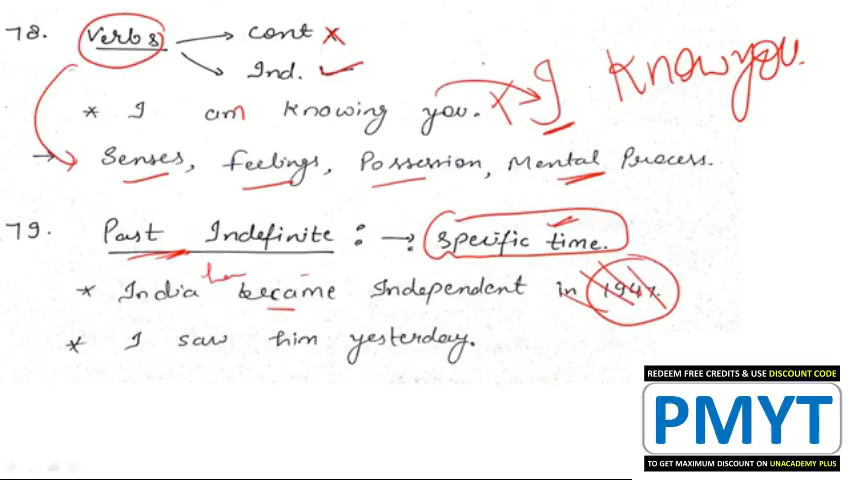 78. Verbs → cont ×
→ Ind. ✓
* I am knowing you. × → I Know you.
→ Senses, Feelings, Possession, Mental Process.
79. Past Indefinite : → specific time.
* India became Independent in 1947.
* I saw him yesterday.
REDEEM FREE CREDITS & USE DISCOUNT CODE
PMYT
TO GET MAXIMUM DISCOUNT ON UNACADEMY PLUS